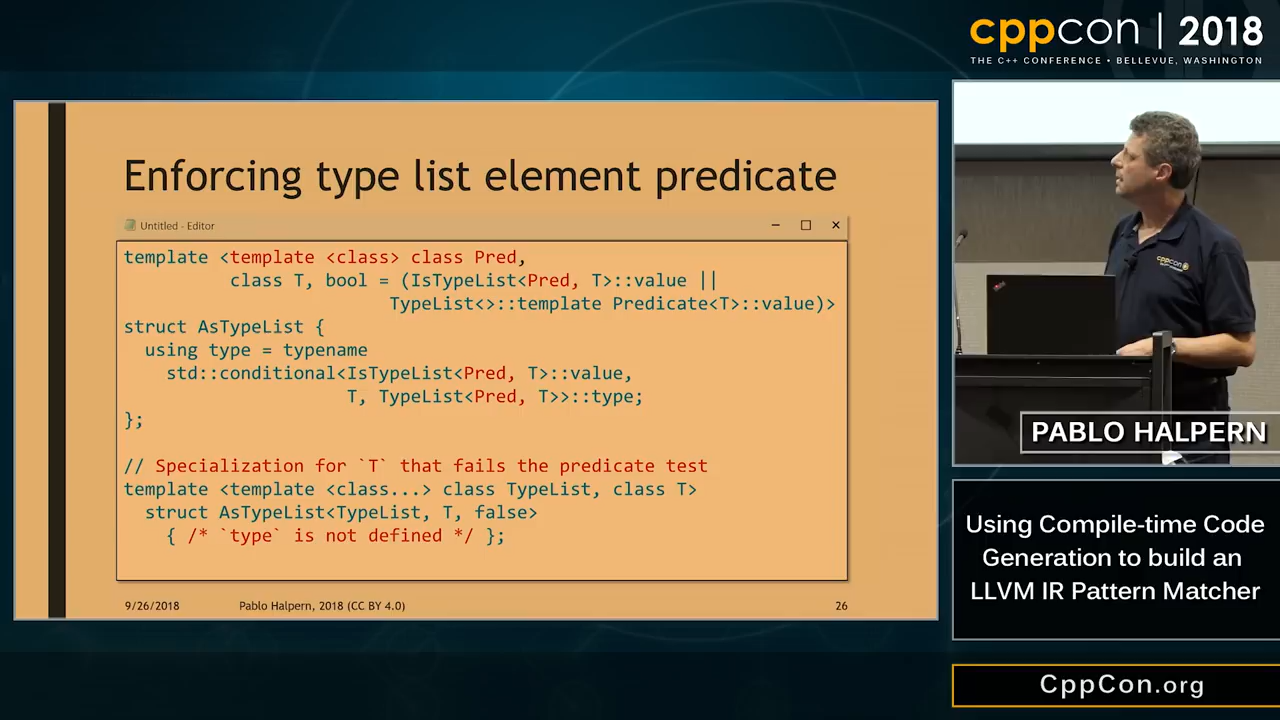 cppcon | 2018
THE C++ CONFERENCE • BELLEVUE, WASHINGTON
Enforcing type list element predicate
Untitled - Editor
template <template <class> class Pred,
class T, bool = (IsTypeList<Pred, T>::value ||
TypeList<>::template Predicate<T>::value)>
struct AsTypeList {
using type = typename
std::conditional<IsTypeList<Pred, T>::value,
T, TypeList<Pred, T>>::type;
};
// Specialization for `T` that fails the predicate test
template <template <class...> class TypeList, class T>
struct AsTypeList<TypeList, T, false>
{ /* `type` is not defined */ };
9/26/2018
Pablo Halpern, 2018 (CC BY 4.0)
26
cppcon
PABLO HALPERN
Using Compile-time Code
Generation to build an
LLVM IR Pattern Matcher
CppCon.org